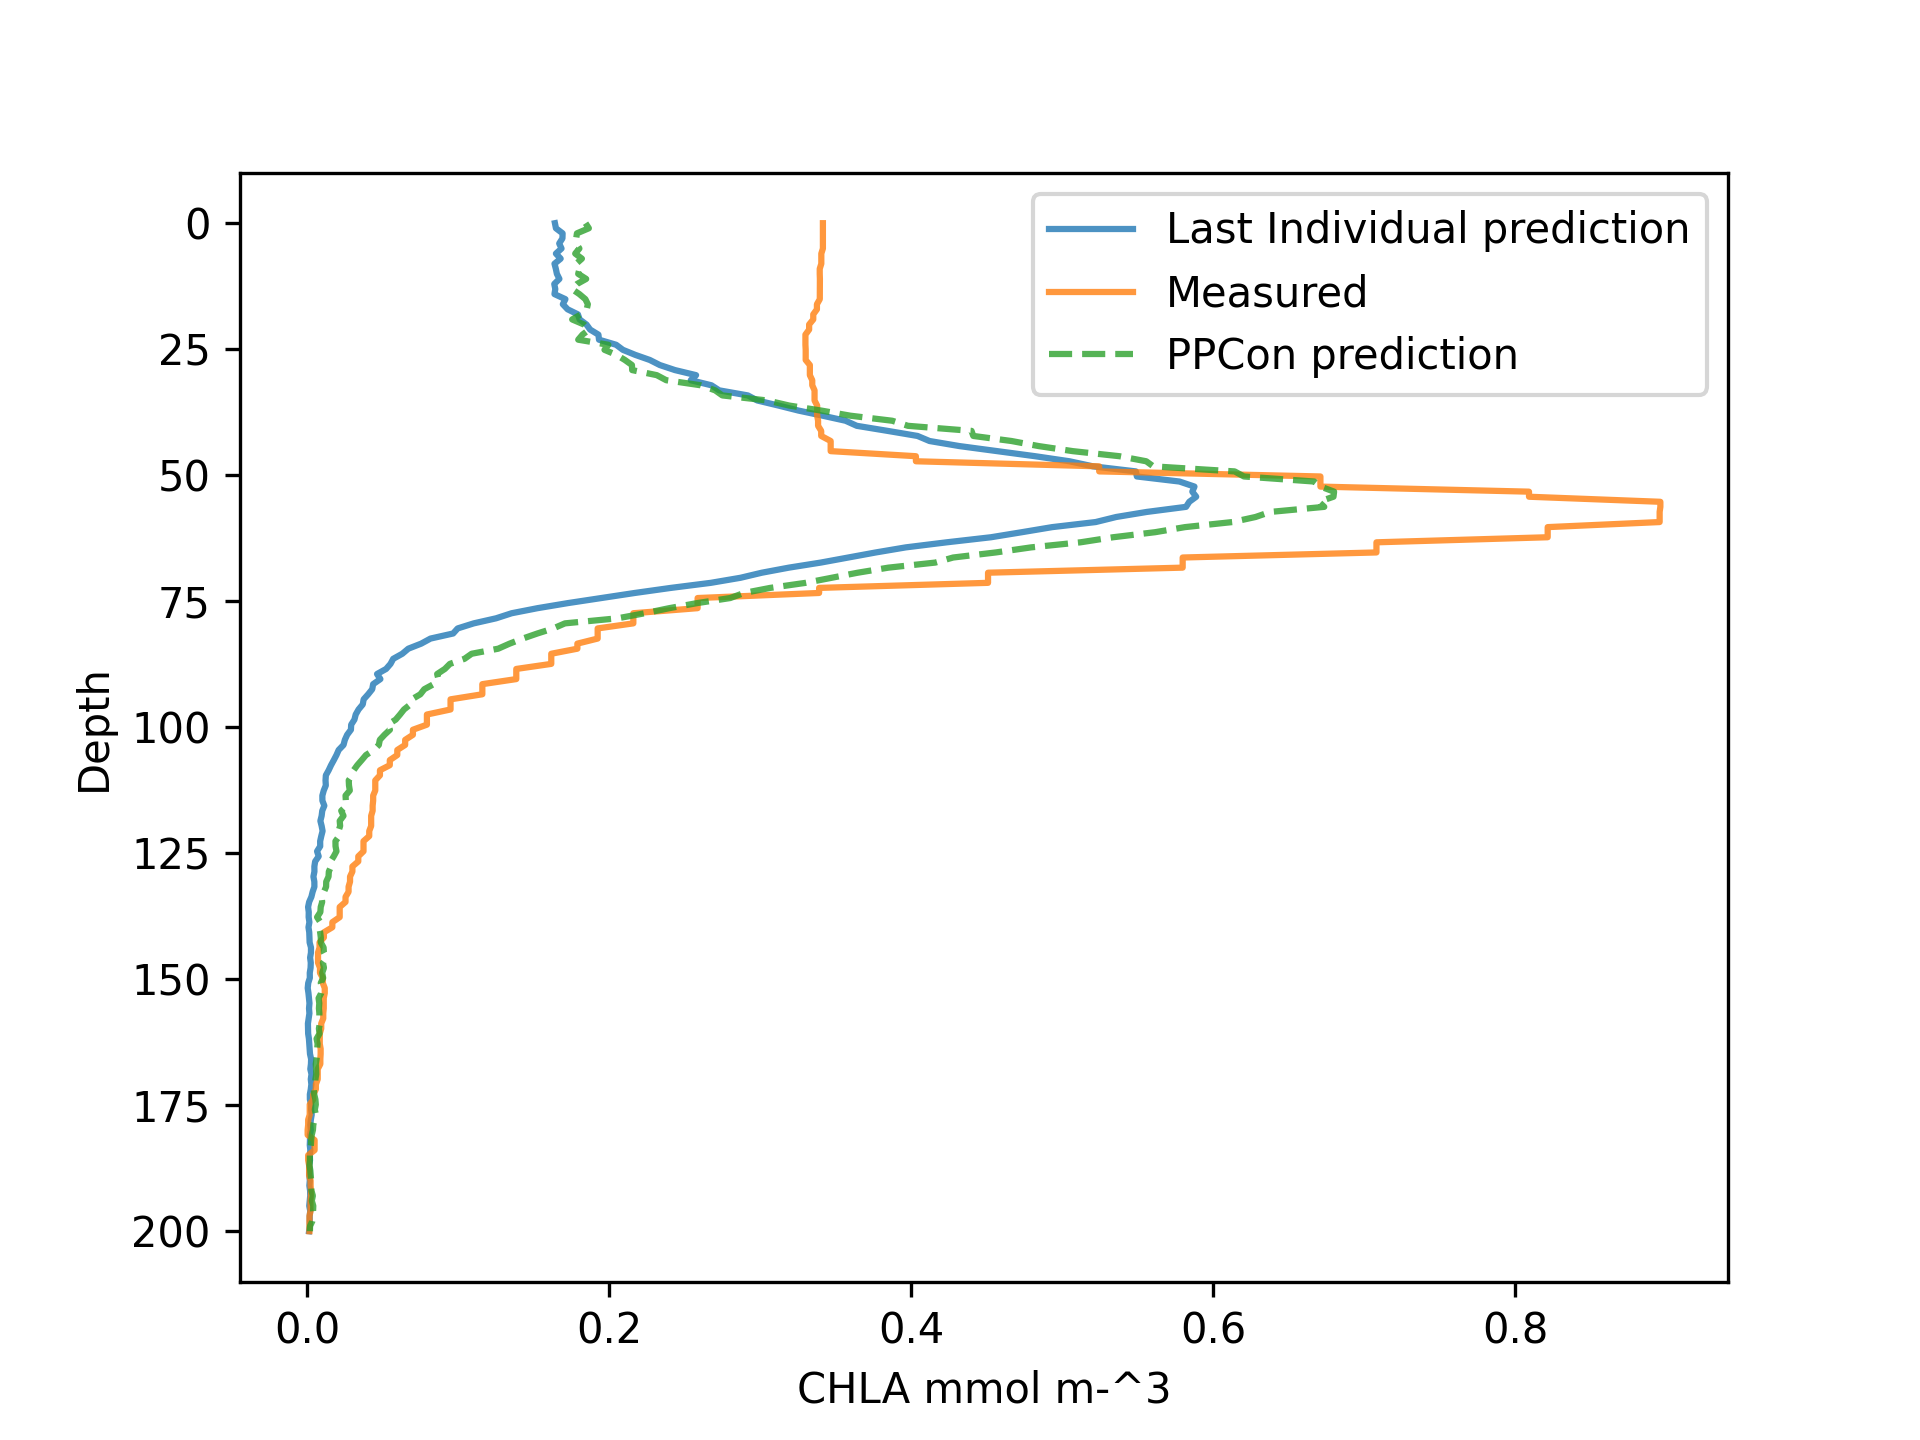 Last Individual prediction
Measured
PPCon prediction
0
25
50
75
100
125
150
175
200
Depth
0.0 0.2 0.4 0.6 0.8
CHLA mmol m-^3